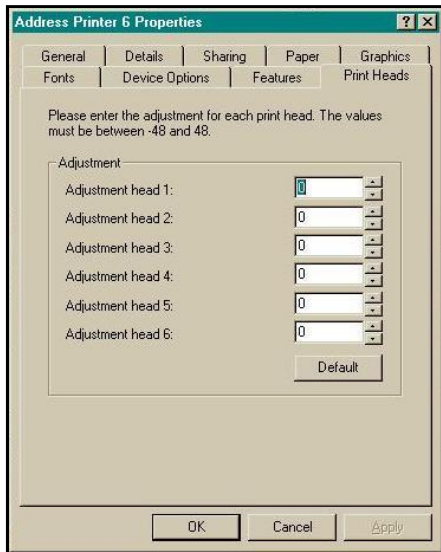 Address Printer 6 Properties
General Details Sharing Paper Graphics
Fonts Device Options Features Print Heads
Please enter the adjustment for each print head. The values
must be between -48 and 48.
Adjustment
Adjustment head 1: 0
Adjustment head 2: 0
Adjustment head 3: 0
Adjustment head 4: 0
Adjustment head 5: 0
Adjustment head 6: 0
Default
OK Cancel Apply